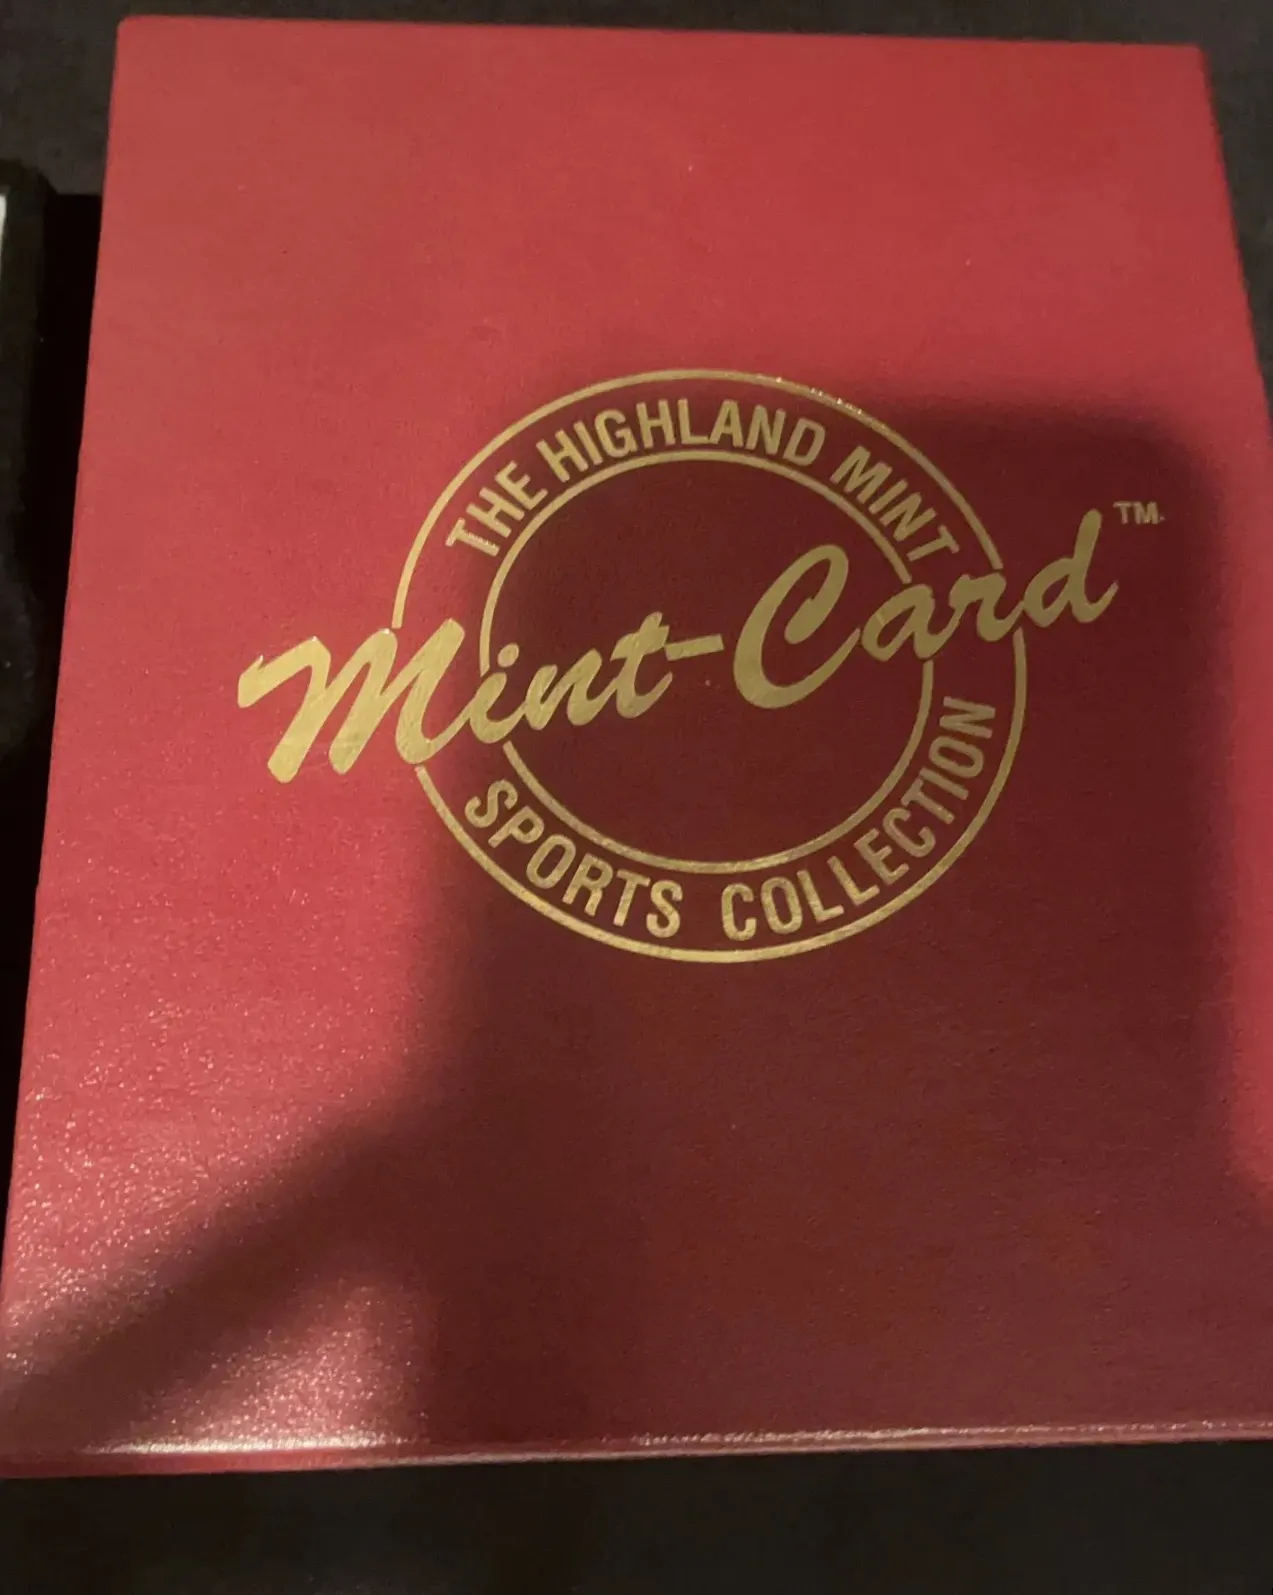 THE HIGHLAND MINT
Mint-Card™
SPORTS COLLECTION